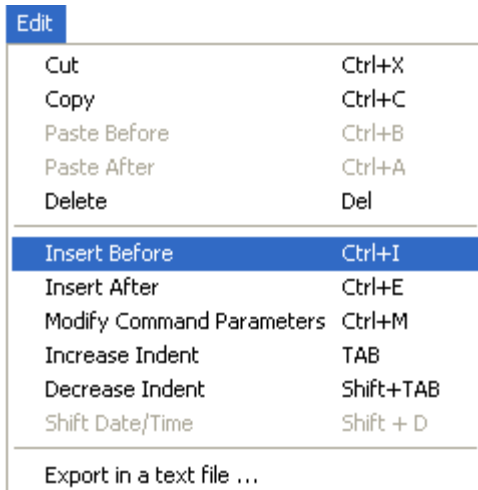 Edit
Cut Ctrl+X
Copy Ctrl+C
Paste Before Ctrl+B
Paste After Ctrl+A
Delete Del
Insert Before Ctrl+I
Insert After Ctrl+E
Modify Command Parameters Ctrl+M
Increase Indent TAB
Decrease Indent Shift+TAB
Shift Date/Time Shift + D
Export in a text file ...